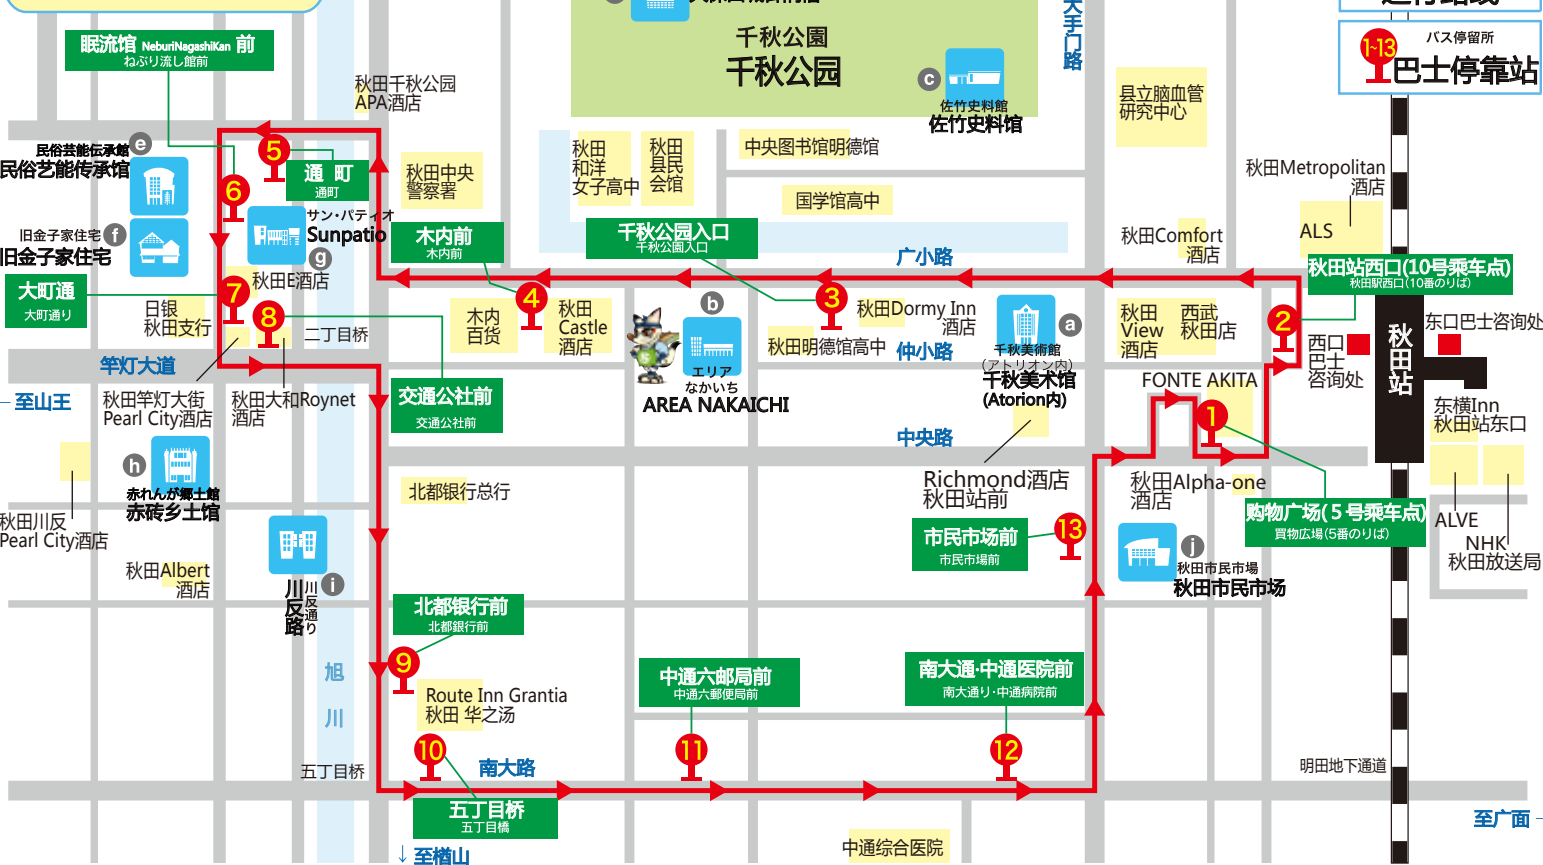 千秋公園
千秋公园
大手门路
バス停留所
1~13
巴士停靠站
眠流馆 NeburiNagashiKan 前
ねぶり流し館前
秋田千秋公园
APA酒店
c
佐竹史料館
佐竹史料馆
县立脑血管
研究中心
e
民俗芸能伝承館
民俗艺能传承馆
5
通 町
通町
6
秋田中央
警察署
秋田
和洋
女子高中
秋田
县民
会馆
中央图书馆明德馆
国学馆高中
秋田Metropolitan
酒店
ALS
旧金子家住宅
f
旧金子家住宅
サン・パティオ
Sunpatio
g
秋田E酒店
木内前
木内前
千秋公园入口
千秋公園入口
广小路
秋田Comfort
酒店
秋田站西口(10号乘车点)
秋田駅西口(10番のりば)
大町通
大町通り
7
8
日银
秋田支行
二丁目桥
4
木内
百货
秋田
Castle
酒店
b
エリア
なかいち
AREA NAKAICHI
3
秋田Dormy Inn
酒店
秋田明德馆高中
仲小路
a
千秋美術館
(アトリオン内)
千秋美术馆
(Atorion内)
秋田
View
酒店
西武
秋田店
2
西口
巴士
咨询处
秋田站
东口巴士咨询处
竿灯大道
至山王
秋田竿灯大街
Pearl City酒店
秋田大和Roynet
酒店
交通公社前
交通公社前
FONTE AKITA
1
东横Inn
秋田站东口
中央路
h
赤れんが郷土館
赤砖乡土馆
秋田川反
Pearl City酒店
秋田Albert
酒店
北都银行总行
Richmond酒店
秋田站前
秋田Alpha-one
酒店
购物广场(5号乘车点)
買物広場(5番のりば)
ALVE
NHK
秋田放送局
市民市场前
市民市場前
13
j
秋田市民市場
秋田市民市场
i
川反通り
川反路
北都银行前
北都銀行前
9
旭
川
Route Inn Grantia
秋田 华之汤
中通六邮局前
中通六郵便局前
南大通·中通医院前
南大通り・中通病院前
10
11
12
五丁目桥
南大路
明田地下通道
五丁目桥
五丁目橋
至广面
中通综合医院
↓至楢山